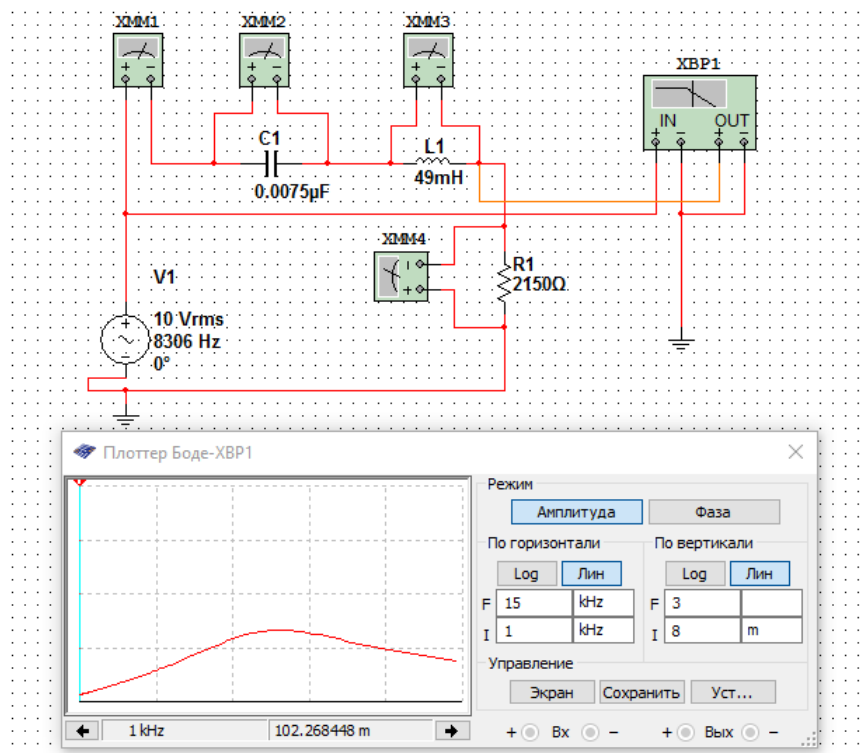 XMM1 XMM2 XMM3
XBP1
IN OUT
C1
0.0075µF
L1
49mH
XMM4
R1
2150Ω
V1
10 Vrms
8306 Hz
0°
Плоттер Боде-XBP1
Режим
Амплитуда Фаза
По горизонтали По вертикали
Log Лин Log Лин
F 15 kHz F 3
I 1 kHz I 8 m
Управление
Экран Сохранить Уст...
1 kHz 102.268448 m
+ Вх − + Вых −